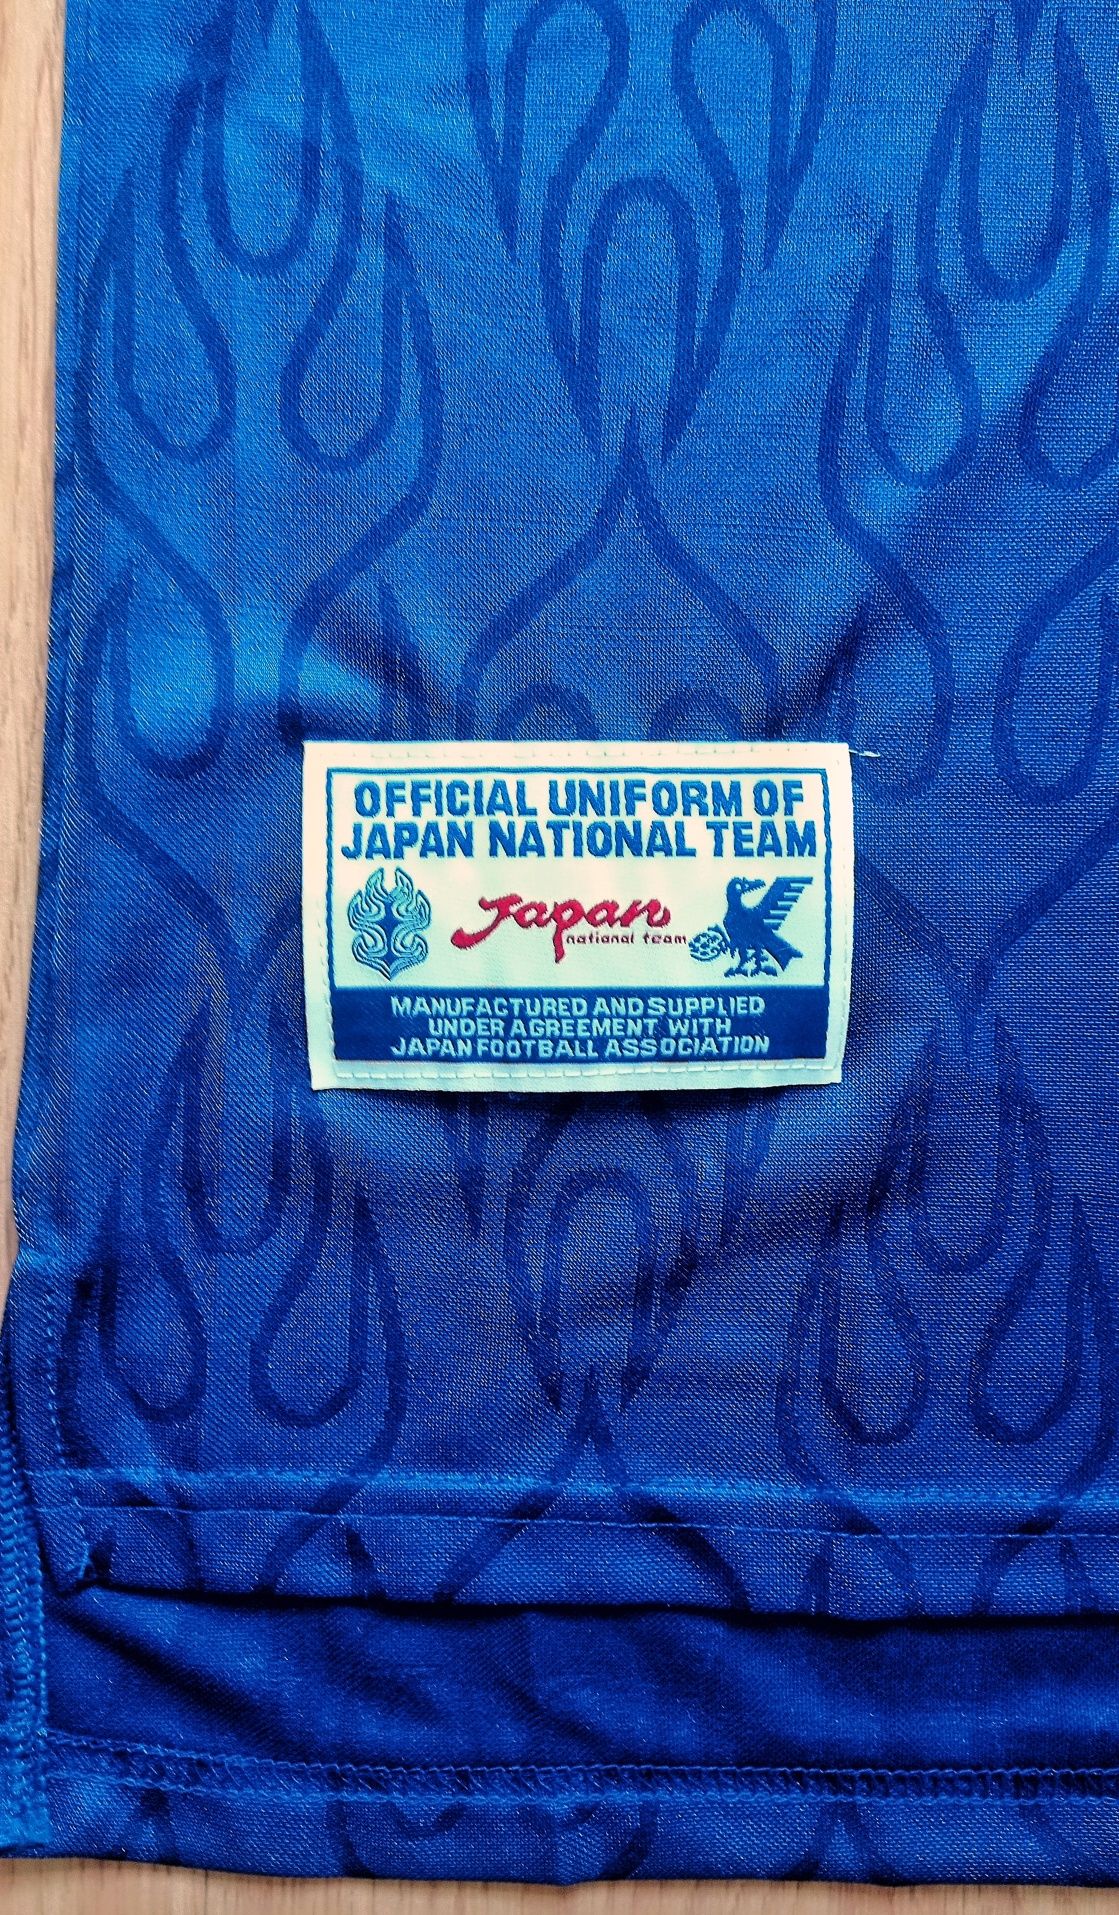 OFFICIAL UNIFORM OF
JAPAN NATIONAL TEAM
Japan
national team
MANUFACTURED AND SUPPLIED
UNDER AGREEMENT WITH
JAPAN FOOTBALL ASSOCIATION